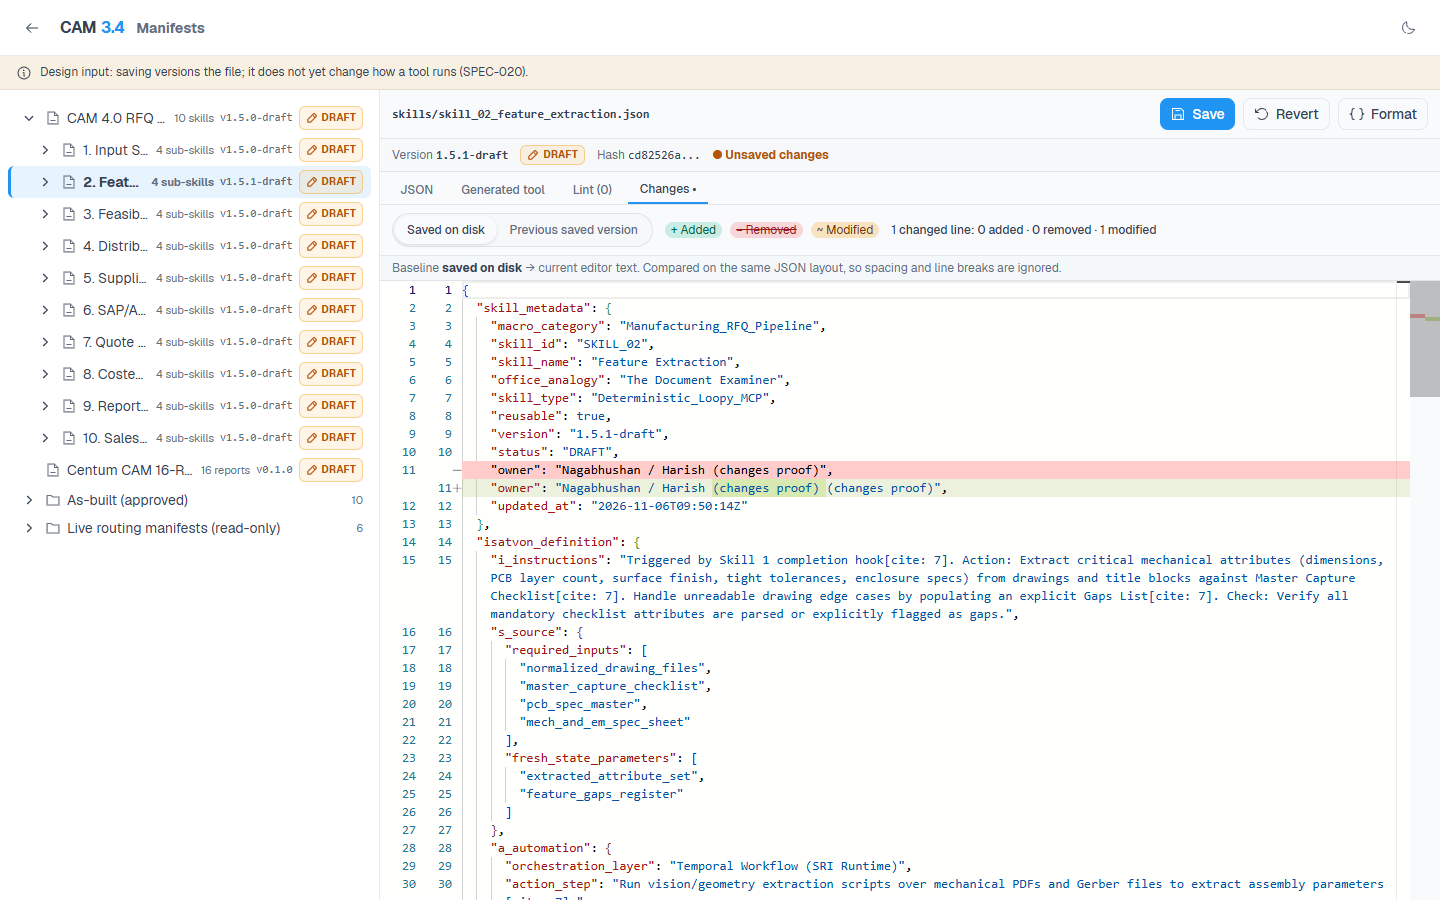 CAM 3.4 Manifests
Design input: saving versions the file; it does not yet change how a tool runs (SPEC-020).
CAM 4.0 RFQ ... 10 skills v1.5.0-draft DRAFT
1. Input S... 4 sub-skills v1.5.0-draft DRAFT
2. Feat... 4 sub-skills v1.5.1-draft DRAFT
3. Feasib... 4 sub-skills v1.5.0-draft DRAFT
4. Distrib... 4 sub-skills v1.5.0-draft DRAFT
5. Suppli... 4 sub-skills v1.5.0-draft DRAFT
6. SAP/A... 4 sub-skills v1.5.0-draft DRAFT
7. Quote ... 4 sub-skills v1.5.0-draft DRAFT
8. Coste... 4 sub-skills v1.5.0-draft DRAFT
9. Report... 4 sub-skills v1.5.0-draft DRAFT
10. Sales... 4 sub-skills v1.5.0-draft DRAFT
Centum CAM 16-R... 16 reports v0.1.0 DRAFT
As-built (approved) 10
Live routing manifests (read-only) 6
skills/skill_02_feature_extraction.json Save Revert {} Format
Version 1.5.1-draft DRAFT Hash cd82526a... Unsaved changes
JSON Generated tool Lint (0) Changes •
Saved on disk Previous saved version + Added − Removed ~ Modified 1 changed line: 0 added · 0 removed · 1 modified
Baseline saved on disk → current editor text. Compared on the same JSON layout, so spacing and line breaks are ignored.
1 1 {
2 2 "skill_metadata": {
3 3 "macro_category": "Manufacturing_RFQ_Pipeline",
4 4 "skill_id": "SKILL_02",
5 5 "skill_name": "Feature Extraction",
6 6 "office_analogy": "The Document Examiner",
7 7 "skill_type": "Deterministic_Loopy_MCP",
8 8 "reusable": true,
9 9 "version": "1.5.1-draft",
10 10 "status": "DRAFT",
11 − "owner": "Nagabhushan / Harish (changes proof)",
11 + "owner": "Nagabhushan / Harish (changes proof) (changes proof)",
12 12 "updated_at": "2026-11-06T09:50:14Z"
13 13 },
14 14 "isatvon_definition": {
15 15 "i_instructions": "Triggered by Skill 1 completion hook[cite: 7]. Action: Extract critical mechanical attributes (dimensions,
PCB layer count, surface finish, tight tolerances, enclosure specs) from drawings and title blocks against Master Capture
Checklist[cite: 7]. Handle unreadable drawing edge cases by populating an explicit Gaps List[cite: 7]. Check: Verify all
mandatory checklist attributes are parsed or explicitly flagged as gaps.",
16 16 "s_source": {
17 17 "required_inputs": [
18 18 "normalized_drawing_files",
19 19 "master_capture_checklist",
20 20 "pcb_spec_master",
21 21 "mech_and_em_spec_sheet"
22 22 ],
23 23 "fresh_state_parameters": [
24 24 "extracted_attribute_set",
25 25 "feature_gaps_register"
26 26 ]
27 27 },
28 28 "a_automation": {
29 29 "orchestration_layer": "Temporal Workflow (SRI Runtime)",
30 30 "action_step": "Run vision/geometry extraction scripts over mechanical PDFs and Gerber files to extract assembly parameters